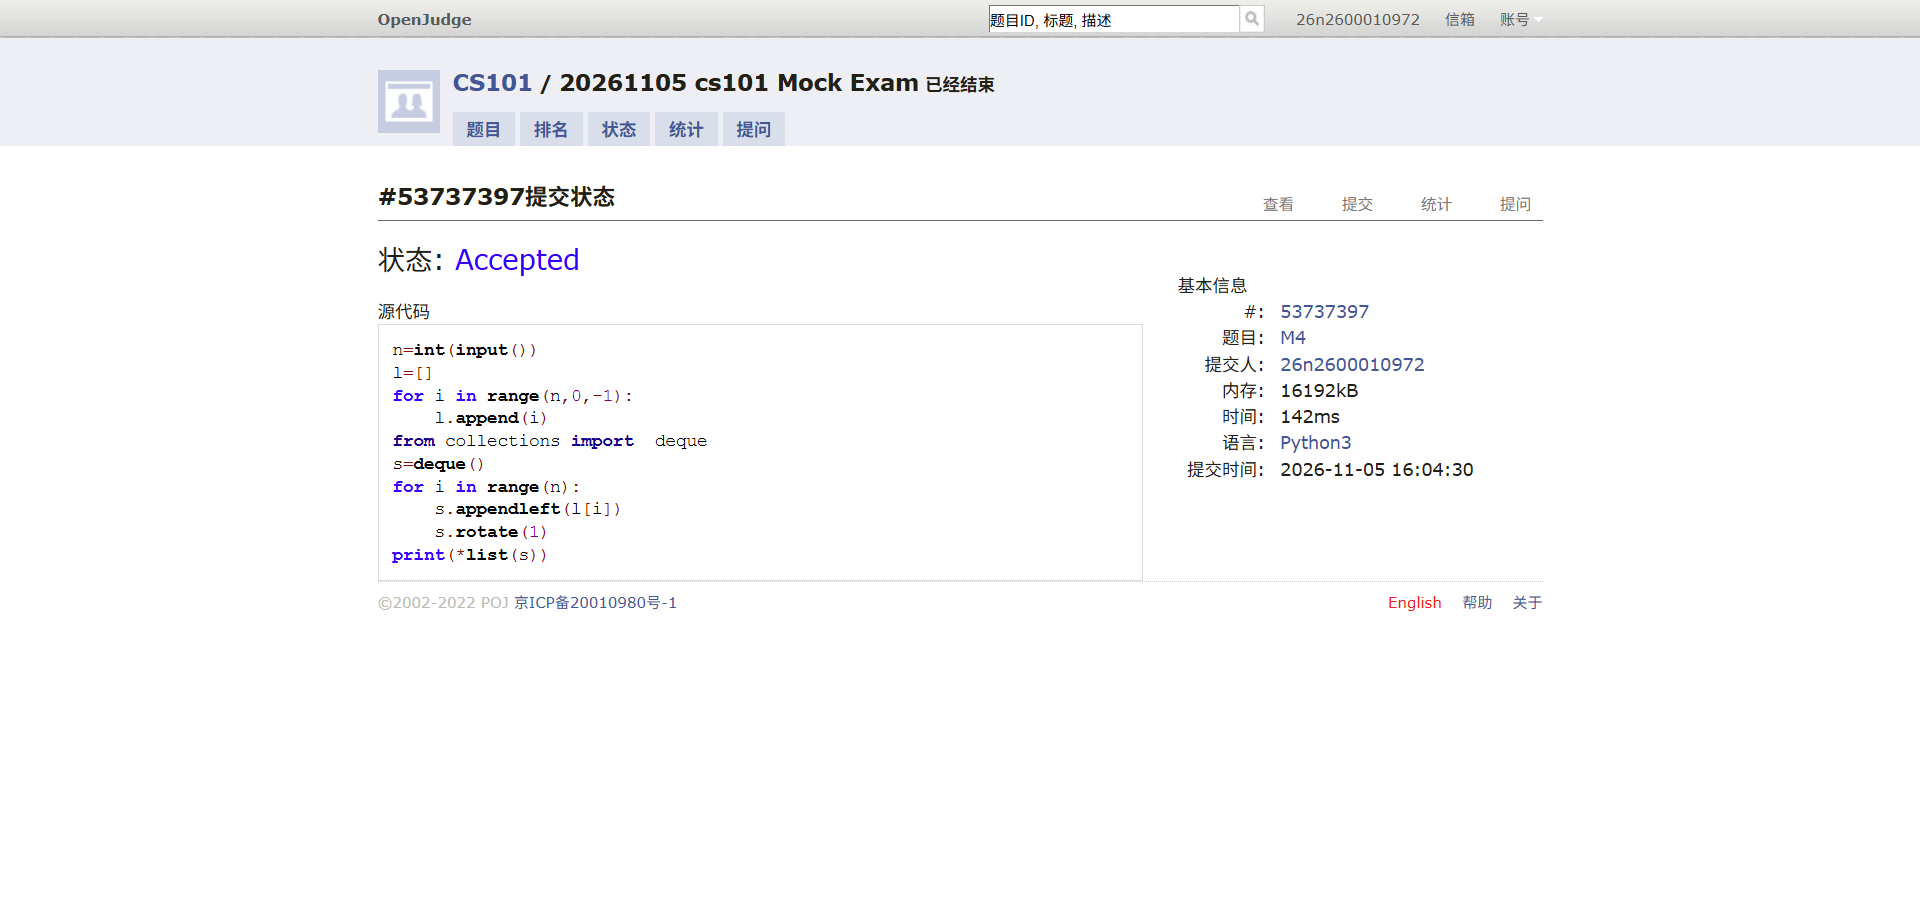 OpenJudge
题目ID, 标题, 描述
26n2600010972 信箱 账号
CS101 / 20261105 cs101 Mock Exam 已经结束
题目 排名 状态 统计 提问
#53737397提交状态
查看 提交 统计 提问
状态: Accepted
源代码
n=int(input())
l=[]
for i in range(n,0,-1):
    l.append(i)
from collections import  deque
s=deque()
for i in range(n):
    s.appendleft(l[i])
    s.rotate(1)
print(*list(s))
基本信息
#: 53737397
题目: M4
提交人: 26n2600010972
内存: 16192kB
时间: 142ms
语言: Python3
提交时间: 2026-11-05 16:04:30
©2002-2022 POJ 京ICP备20010980号-1
English 帮助 关于